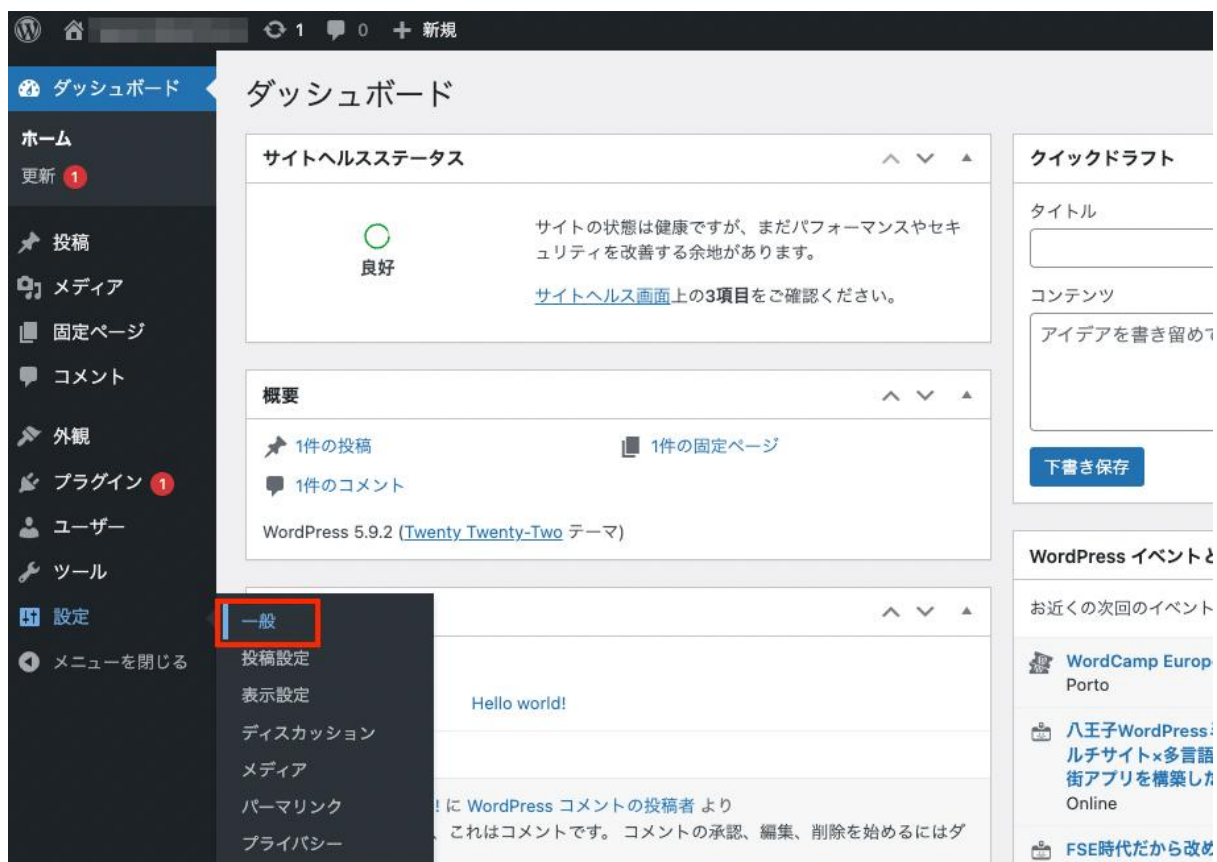 1 0 新規
ダッシュボード
ホーム
更新 1
投稿
メディア
固定ページ
コメント
外観
プラグイン 1
ユーザー
ツール
設定
メニューを閉じる
一般
投稿設定
表示設定
ディスカッション
メディア
パーマリンク
プライバシー
ダッシュボード
サイトヘルスステータス
良好
サイトの状態は健康ですが、まだパフォーマンスやセキ
ュリティを改善する余地があります。
サイトヘルス画面上の3項目をご確認ください。
概要
1件の投稿
1件の固定ページ
1件のコメント
WordPress 5.9.2 (Twenty Twenty-Two テーマ)
Hello world!
! に WordPress コメントの投稿者 より
、これはコメントです。 コメントの承認、編集、削除を始めるにはダ
クイックドラフト
タイトル
コンテンツ
アイデアを書き留めて
下書き保存
WordPress イベントと
お近くの次回のイベント
WordCamp Europ
Porto
八王子WordPress
ルチサイト×多言語
街アプリを構築した
Online
FSE時代だから改め